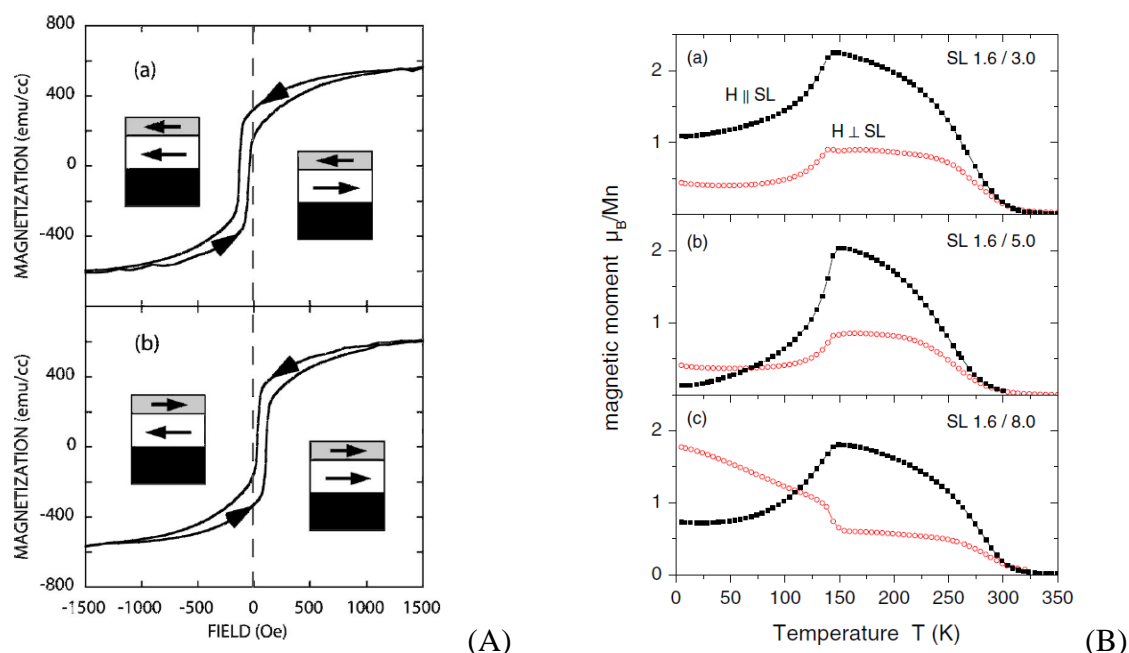 800
400
0
-400
MAGNETIZATION (emu/cc)
(a)
400
0
-400
-800
MAGNETIZATION (emu/cc)
(b)
-1500 -1000 -500 0 500 1000 1500
FIELD (Oe)
(A)
2
1
(a)
SL 1.6 / 3.0
H || SL
H ⊥ SL
2
1
(b)
SL 1.6 / 5.0
2
1
0
(c)
SL 1.6 / 8.0
magnetic moment μB/Mn
0 50 100 150 200 250 300 350
Temperature T (K)
(B)